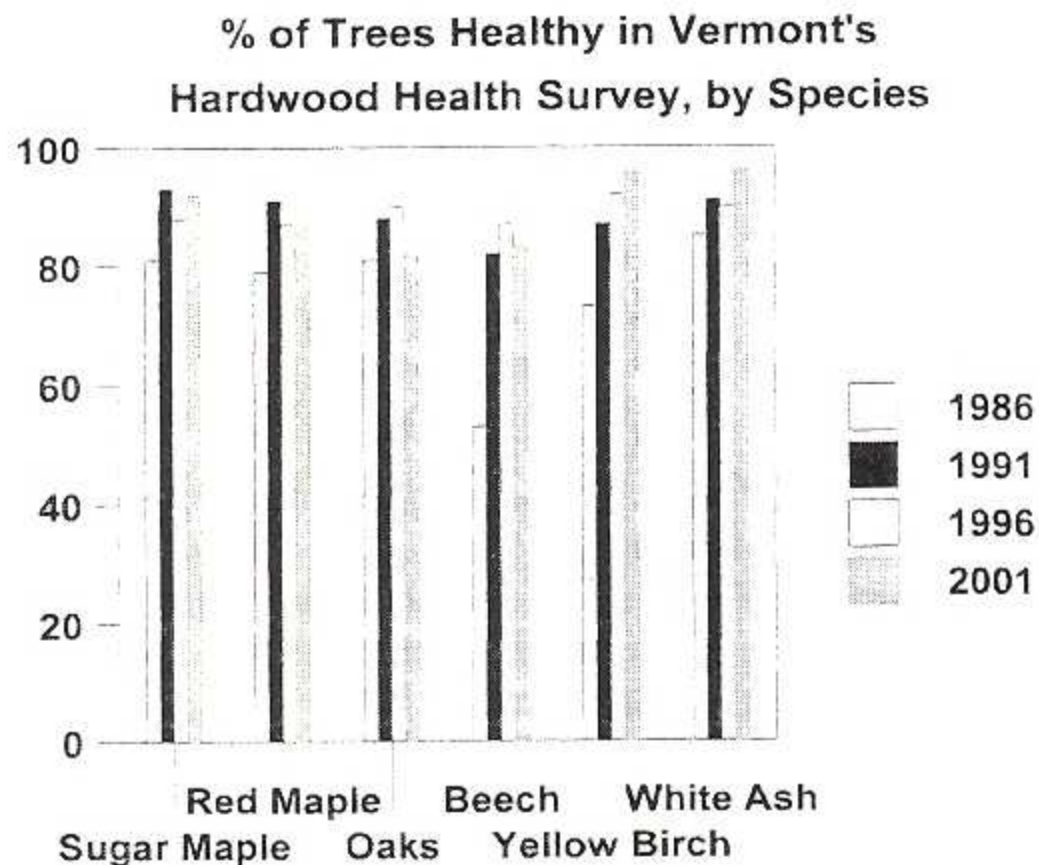 % of Trees Healthy in Vermont's
Hardwood Health Survey, by Species
100
80
60
40
20
0
1986
1991
1996
2001
Red Maple Beech White Ash
Sugar Maple Oaks Yellow Birch